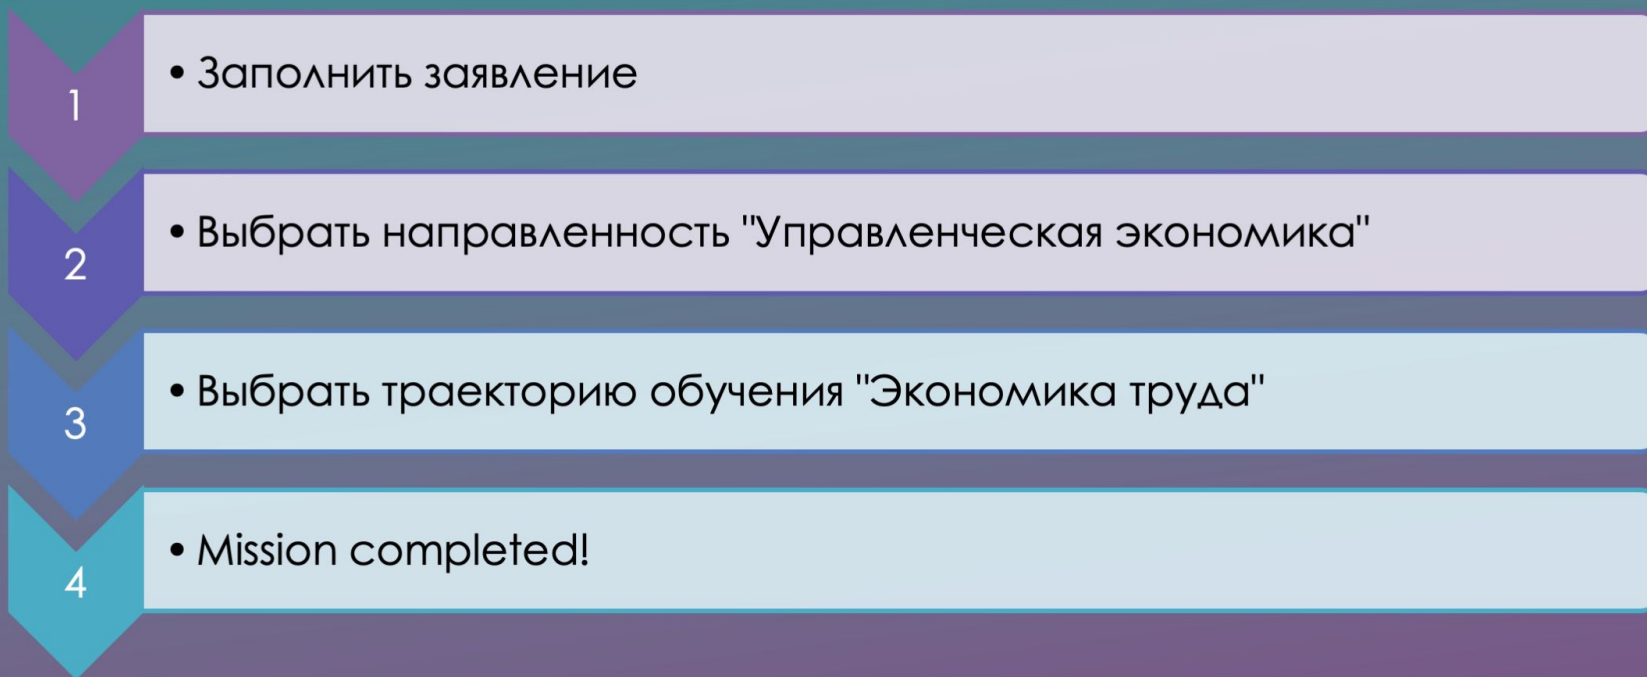 1
• Заполнить заявление
2
• Выбрать направленность "Управленческая экономика"
3
• Выбрать траекторию обучения "Экономика труда"
4
• Mission completed!